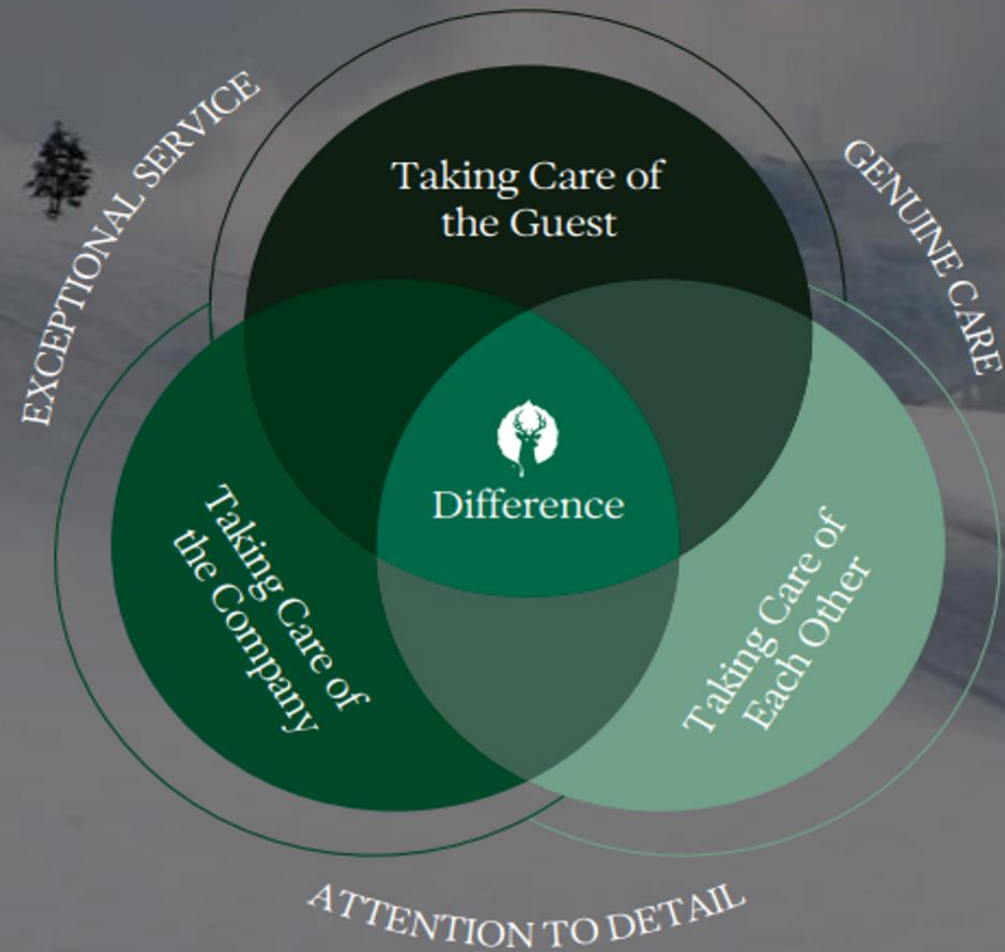 EXCEPTIONAL SERVICE
GENUINE CARE
Taking Care of
the Guest
Difference
Taking Care of
the Company
Taking Care of
Each Other
ATTENTION TO DETAIL